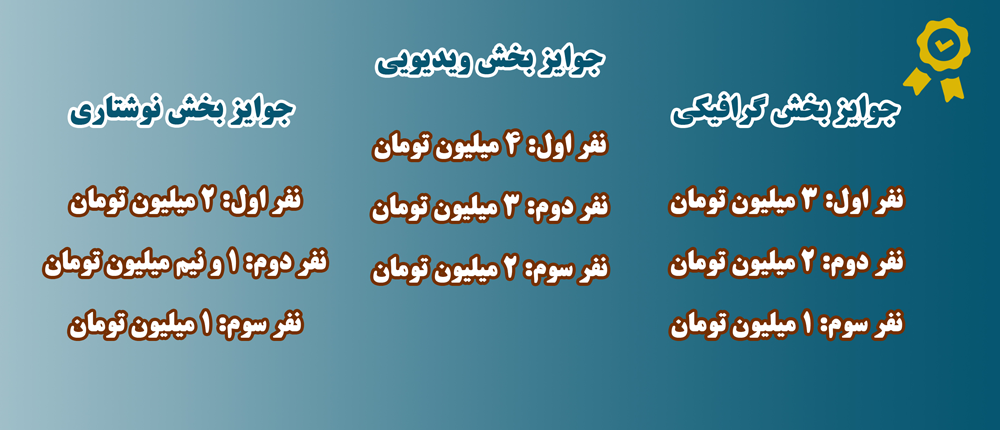 جوایز بخش گرافیکی
نفر اول: ۳ میلیون تومان
نفر دوم: ۲ میلیون تومان
نفر سوم: ۱ میلیون تومان
جوایز بخش ویدیویی
نفر اول: ۴ میلیون تومان
نفر دوم: ۳ میلیون تومان
نفر سوم: ۲ میلیون تومان
جوایز بخش نوشتاری
نفر اول: ۲ میلیون تومان
نفر دوم: ۱ و نیم میلیون تومان
نفر سوم: ۱ میلیون تومان